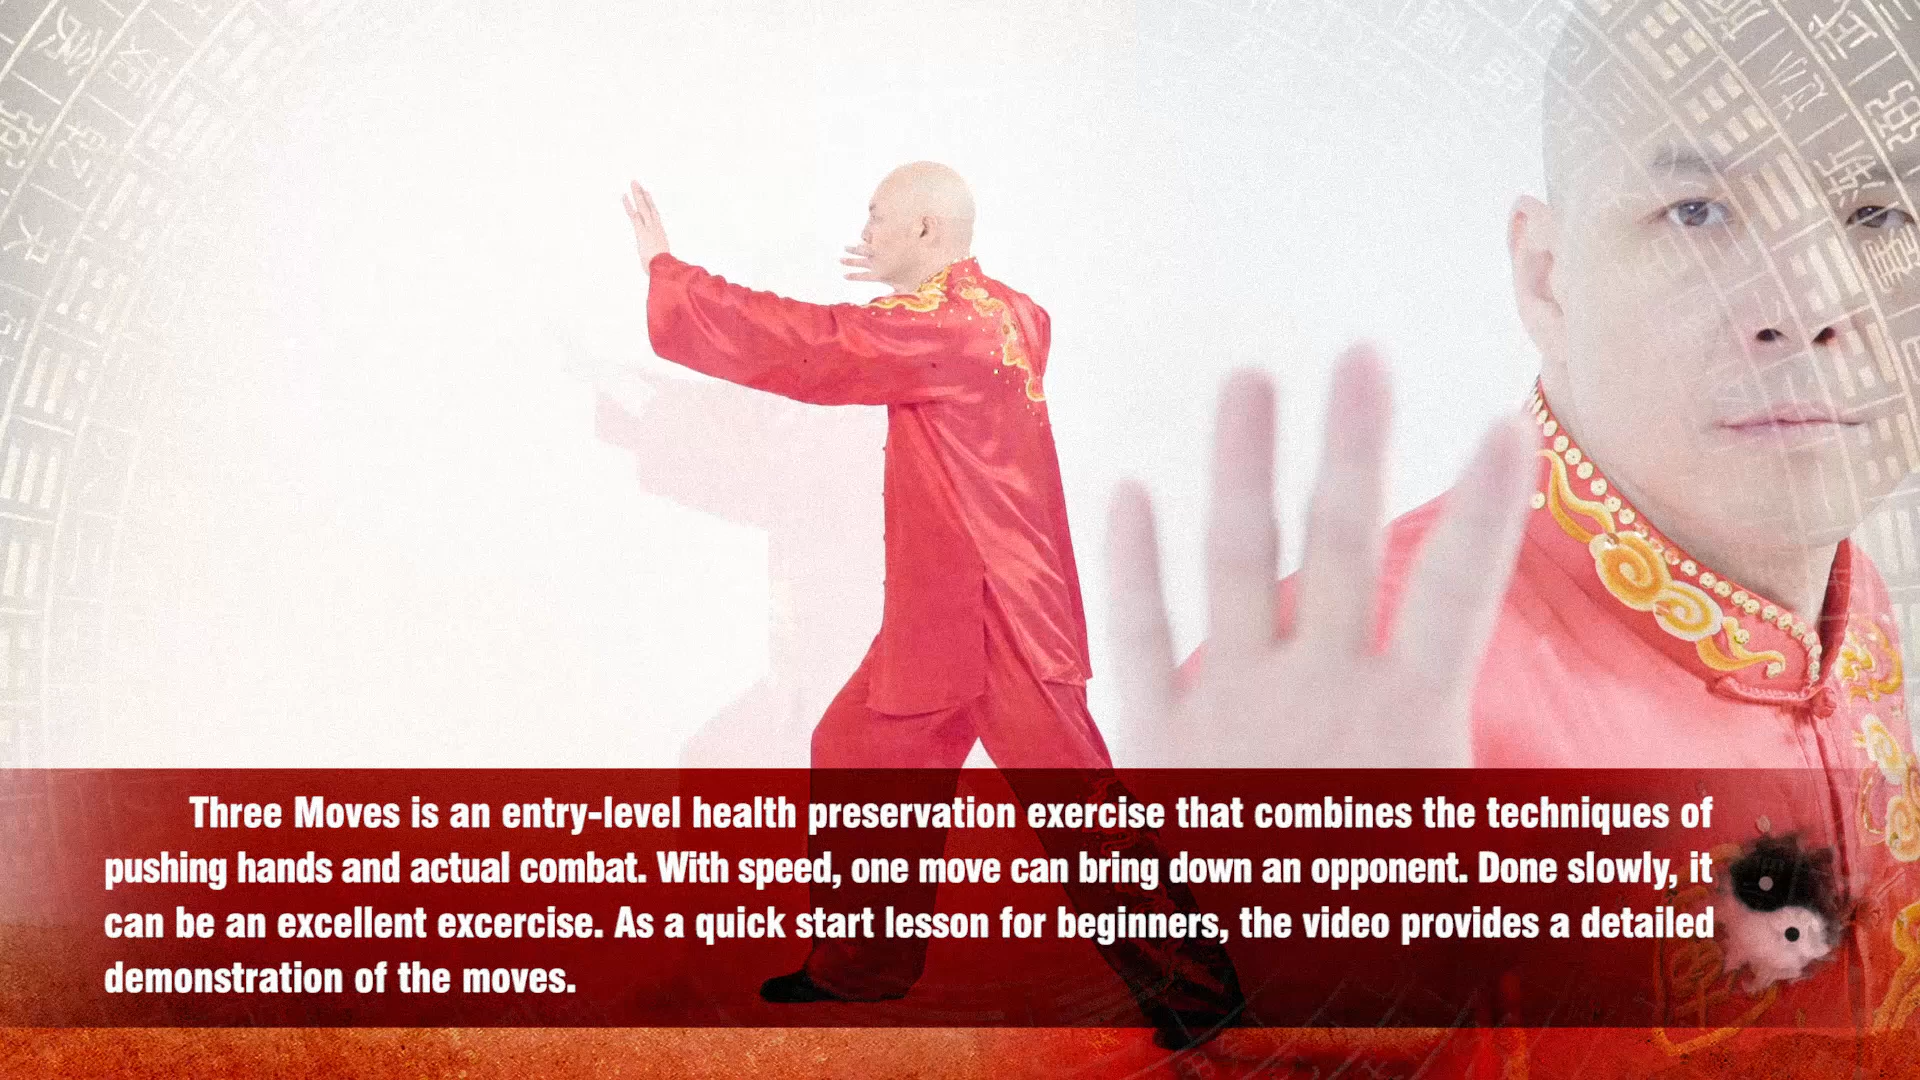 Three Moves is an entry-level health preservation exercise that combines the techniques of
pushing hands and actual combat. With speed, one move can bring down an opponent. Done slowly, it
can be an excellent excercise. As a quick start lesson for beginners, the video provides a detailed
demonstration of the moves.